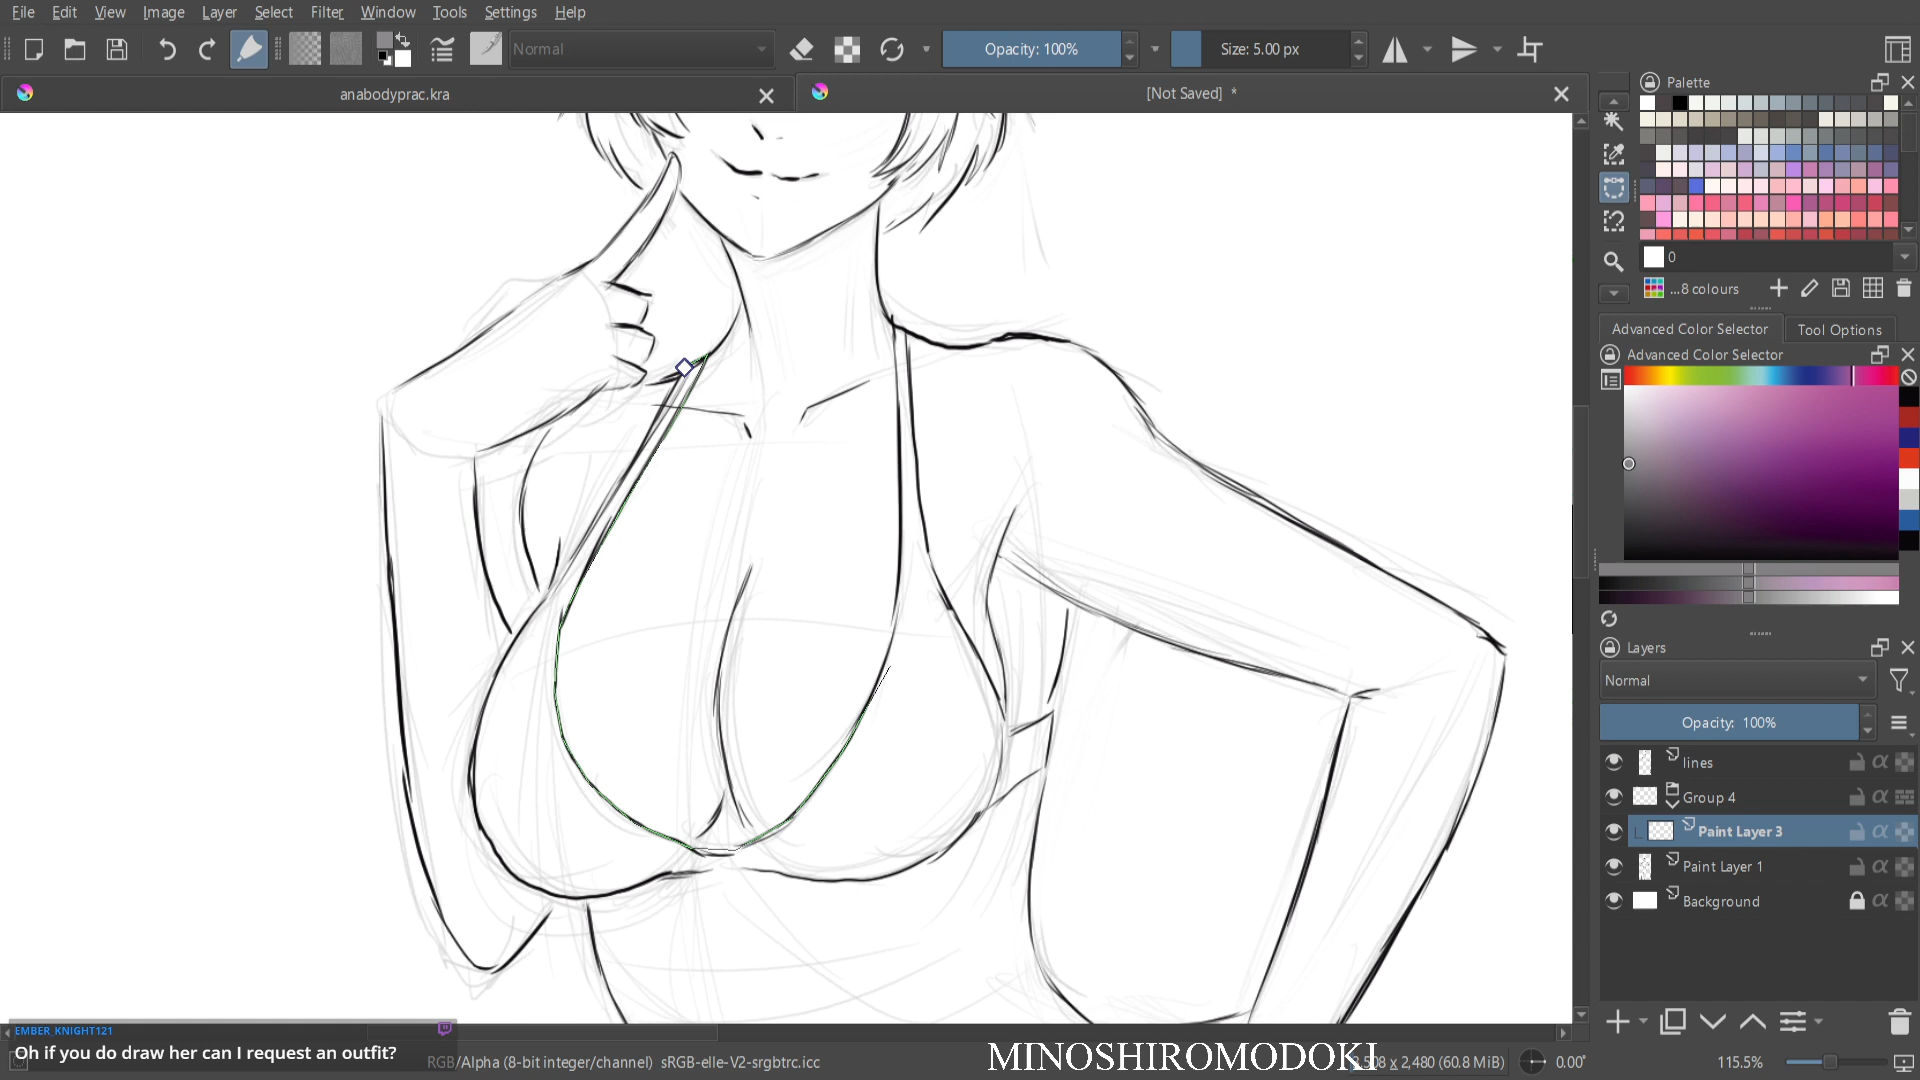 File Edit View Image Layer Select Filter Window Tools Settings Help
Normal
Opacity: 100%
Size: 5.00 px
anabodyprac.kra
[Not Saved] *
Palette
0
...8 colours
Advanced Color Selector
Tool Options
Advanced Color Selector
Layers
Normal
Opacity: 100%
lines
Group 4
Paint Layer 3
Paint Layer 1
Background
EMBER_KNIGHT121
Oh if you do draw her can I request an outfit?
RGB/Alpha (8-bit integer/channel) sRGB-elle-V2-srgbtrc.icc
MINOSHIROMODOKI
x 2,480 (60.8 MiB)
0.00°
115.5%